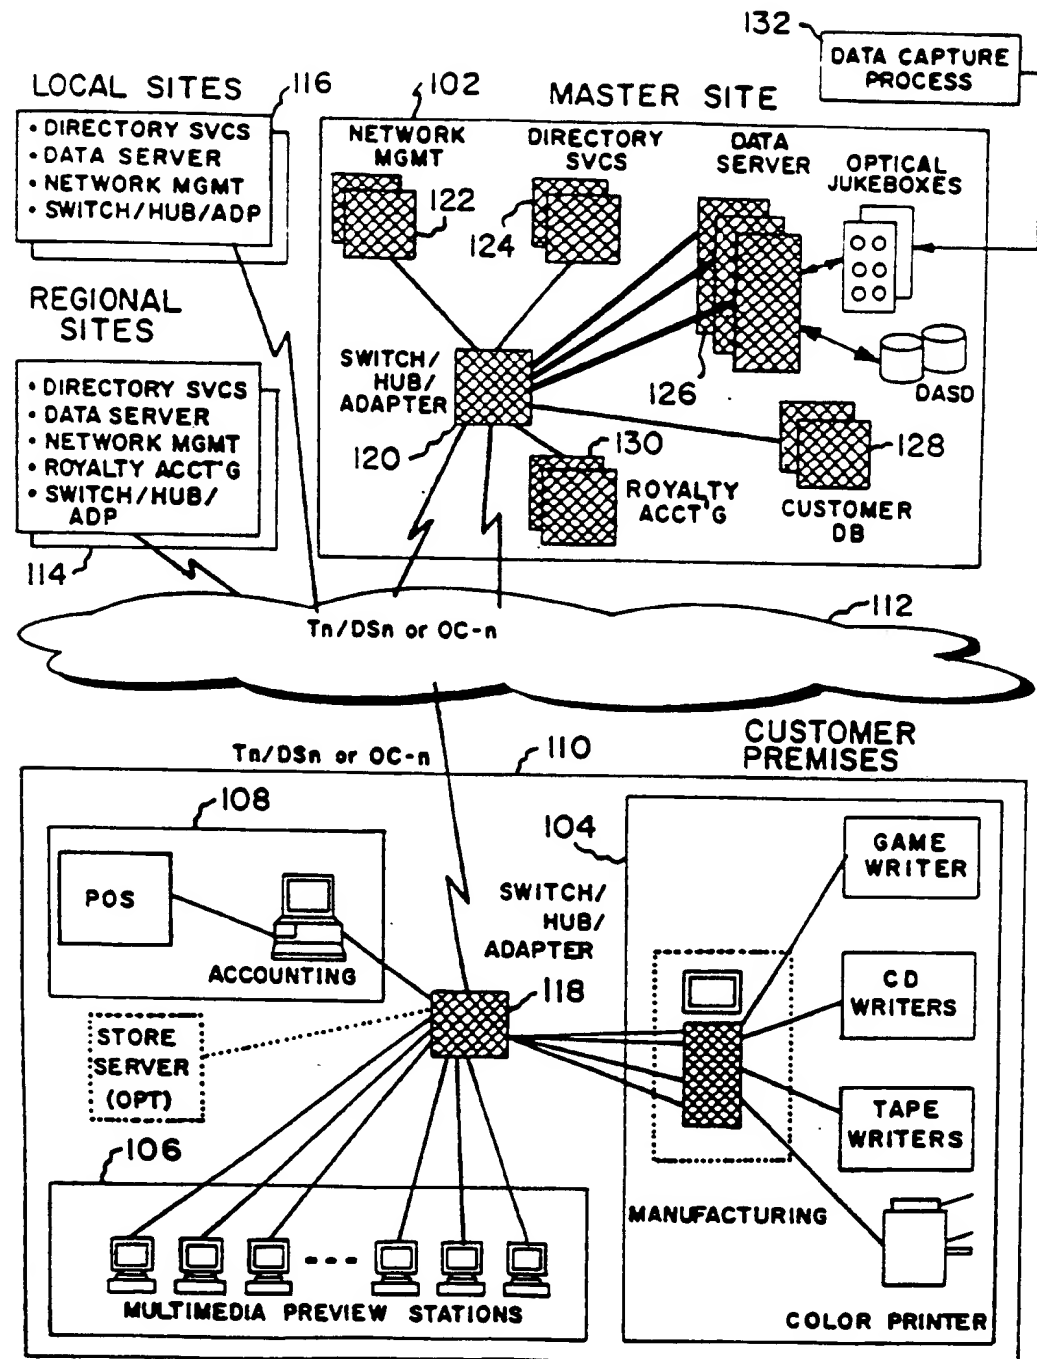 132
DATA CAPTURE
PROCESS
LOCAL SITES
116
• DIRECTORY SVCS
• DATA SERVER
• NETWORK MGMT
• SWITCH/HUB/ADP
102
MASTER SITE
NETWORK
MGMT
122
DIRECTORY
SVCS
124
DATA
SERVER
126
OPTICAL
JUKEBOXES
DASD
REGIONAL
SITES
• DIRECTORY SVCS
• DATA SERVER
• NETWORK MGMT
• ROYALTY ACCT'G
• SWITCH/HUB/
ADP
114
SWITCH/
HUB/
ADAPTER
120
130
ROYALTY
ACCT'G
128
CUSTOMER
DB
112
Tn/DSn or OC-n
CUSTOMER
PREMISES
Tn/DSn or OC-n
110
108
POS
ACCOUNTING
SWITCH/
HUB/
ADAPTER
118
STORE
SERVER
(OPT)
106
MULTIMEDIA PREVIEW STATIONS
104
GAME
WRITER
CD
WRITERS
TAPE
WRITERS
MANUFACTURING
COLOR PRINTER